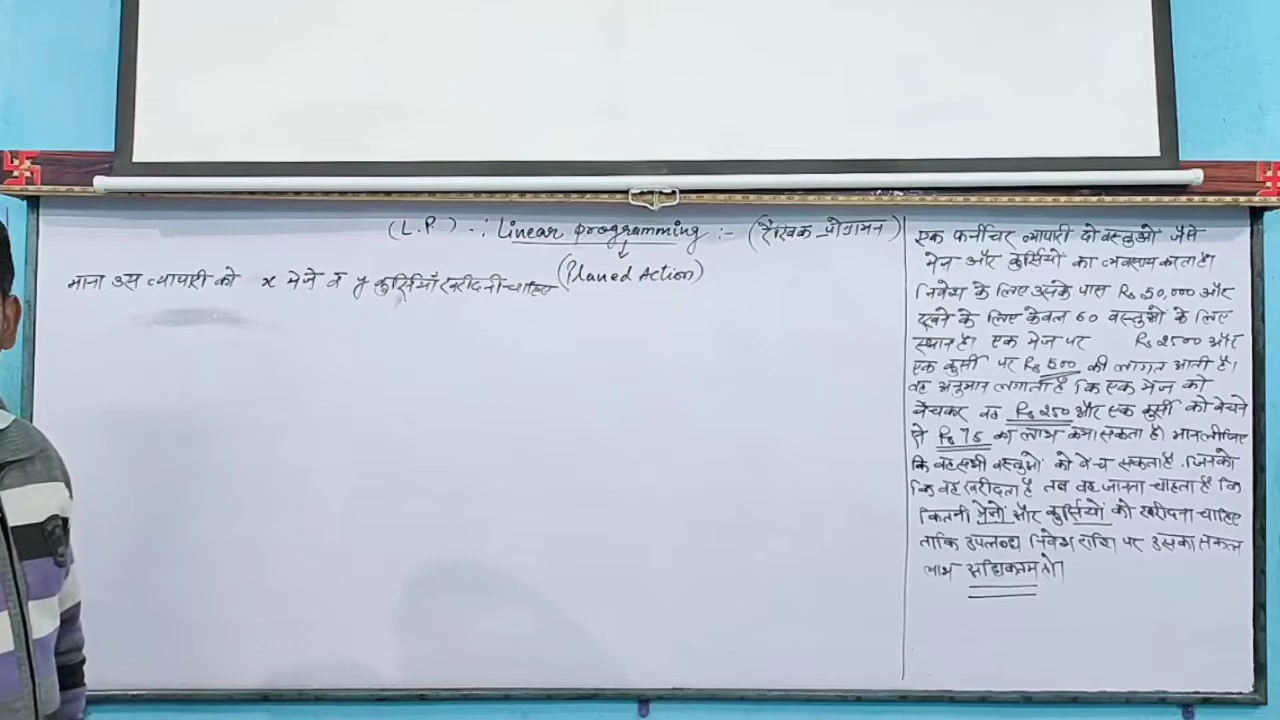 (L.P.) -: Linear programming :- (रैखिक प्रोग्रामन)
(Planed Action)
माना उस व्यापारी को x मेजे व y कुर्सियाँ खरीदनी चाहिए
एक फर्नीचर व्यापारी दो वस्तुओं जैसे
मेज और कुर्सियों का व्यवसाय करता है।
निवेश के लिए उसके पास Rs 50,000 और
रखने के लिए केवल 60 वस्तुओं के लिए
स्थान है। एक मेज पर Rs 2500 और
एक कुर्सी पर Rs 500 की लागत आती है।
वह अनुमान लगाता है कि एक मेज को
बेचकर वह Rs 250 और एक कुर्सी को बेचने
से Rs 75 का लाभ कमा सकता है। मान लीजिए
कि वह सभी वस्तुओं को बेच सकता है जिनको
कि वह खरीदता है तब वह जानना चाहता है कि
कितनी मेजों और कुर्सियों को खरीदना चाहिए
ताकि उपलब्ध निवेश राशि पर उसका सकल
लाभ अधिकतम हो।